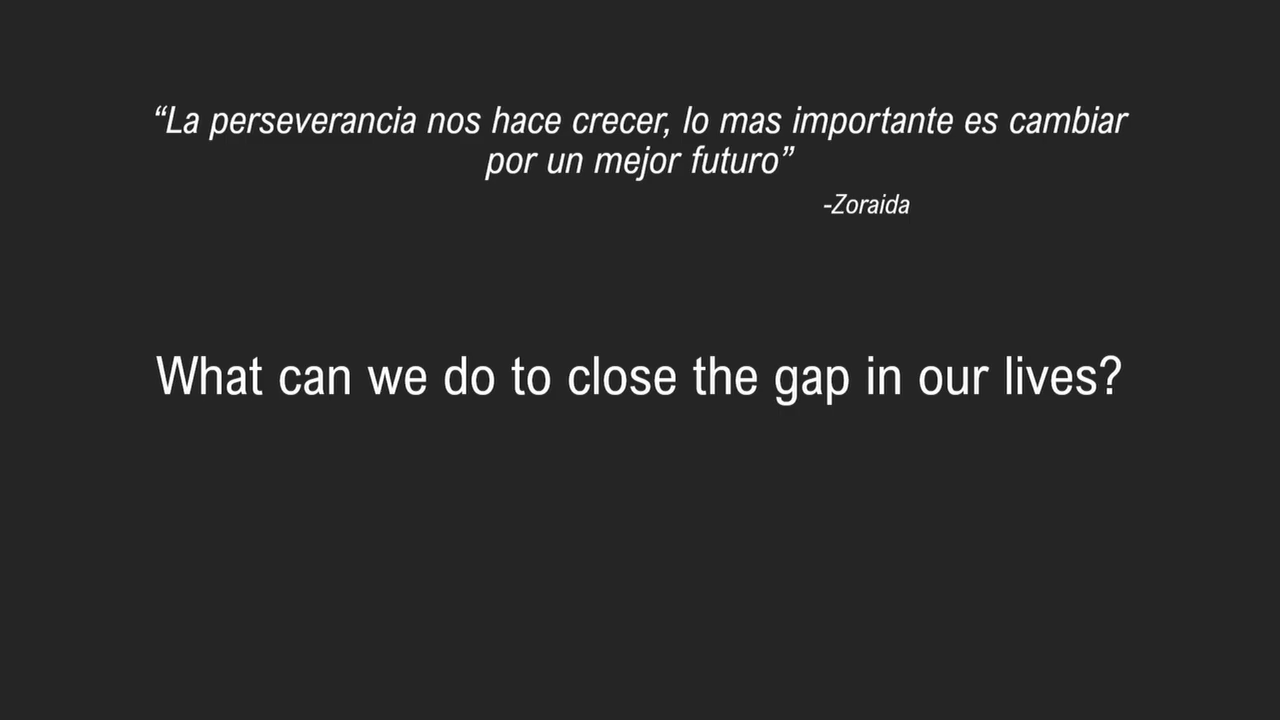 “La perseverancia nos hace crecer, lo mas importante es cambiar
por un mejor futuro”
-Zoraida
What can we do to close the gap in our lives?